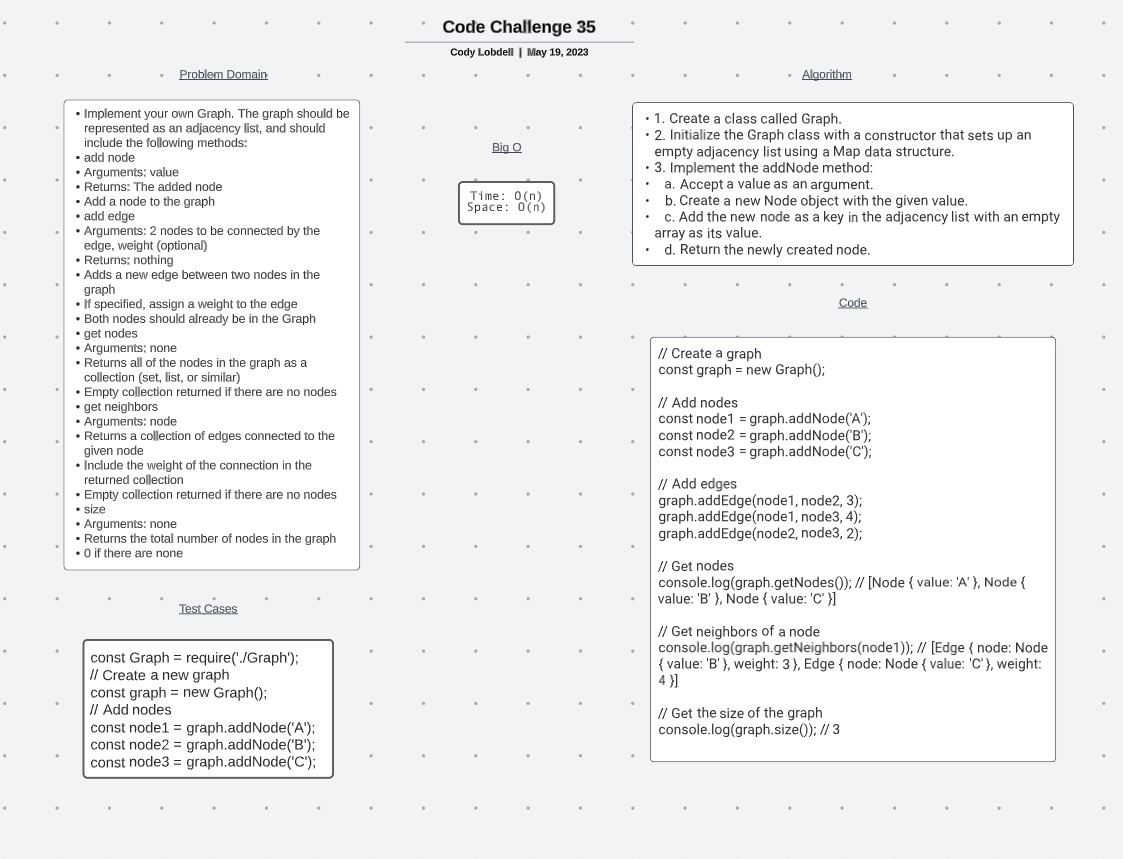 Code Challenge 35
Cody Lobdell | May 19, 2023
Problem Domain
• Implement your own Graph. The graph should be
represented as an adjacency list, and should
include the following methods:
• add node
• Arguments: value
• Returns: The added node
• Add a node to the graph
• add edge
• Arguments: 2 nodes to be connected by the
edge, weight (optional)
• Returns: nothing
• Adds a new edge between two nodes in the
graph
• If specified, assign a weight to the edge
• Both nodes should already be in the Graph
• get nodes
• Arguments: none
• Returns all of the nodes in the graph as a
collection (set, list, or similar)
• Empty collection returned if there are no nodes
• get neighbors
• Arguments: node
• Returns a collection of edges connected to the
given node
• Include the weight of the connection in the
returned collection
• Empty collection returned if there are no nodes
• size
• Arguments: none
• Returns the total number of nodes in the graph
• 0 if there are none
Test Cases
const Graph = require('./Graph');
// Create a new graph
const graph = new Graph();
// Add nodes
const node1 = graph.addNode('A');
const node2 = graph.addNode('B');
const node3 = graph.addNode('C');
Big O
Time: O(n)
Space: O(n)
Algorithm
• 1. Create a class called Graph.
• 2. Initialize the Graph class with a constructor that sets up an
empty adjacency list using a Map data structure.
• 3. Implement the addNode method:
• a. Accept a value as an argument.
• b. Create a new Node object with the given value.
• c. Add the new node as a key in the adjacency list with an empty
array as its value.
• d. Return the newly created node.
Code
// Create a graph
const graph = new Graph();
// Add nodes
const node1 = graph.addNode('A');
const node2 = graph.addNode('B');
const node3 = graph.addNode('C');
// Add edges
graph.addEdge(node1, node2, 3);
graph.addEdge(node1, node3, 4);
graph.addEdge(node2, node3, 2);
// Get nodes
console.log(graph.getNodes()); // [Node { value: 'A' }, Node {
value: 'B' }, Node { value: 'C' }]
// Get neighbors of a node
console.log(graph.getNeighbors(node1)); // [Edge { node: Node
{ value: 'B' }, weight: 3 }, Edge { node: Node { value: 'C' }, weight:
4 }]
// Get the size of the graph
console.log(graph.size()); // 3